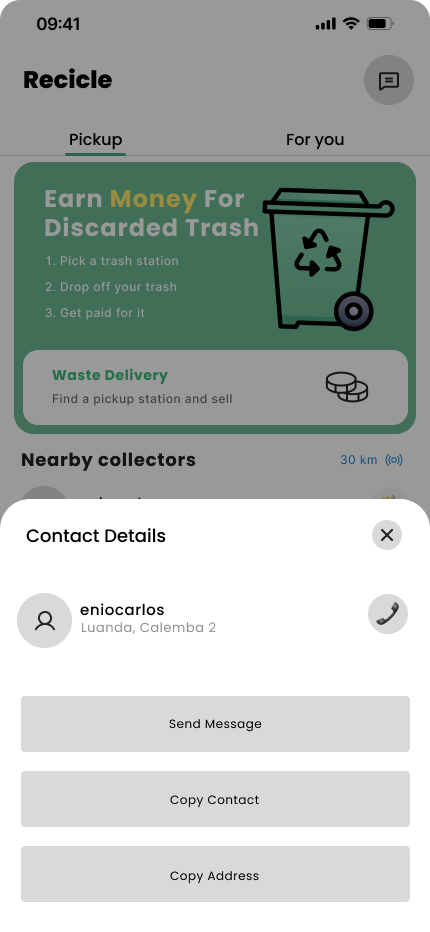 09:41
Recicle
Pickup
For you
Earn Money For
Discarded Trash
1. Pick a trash station
2. Drop off your trash
3. Get paid for it
Waste Delivery
Find a pickup station and sell
Nearby collectors
30 km
Contact Details
eniocarlos
Luanda, Calemba 2
Send Message
Copy Contact
Copy Address